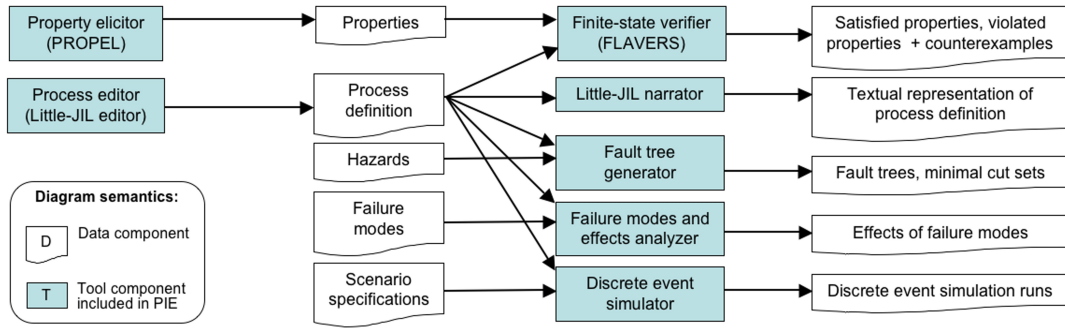 Property elicitor
(PROPEL)
Properties
Finite-state verifier
(FLAVERS)
Satisfied properties, violated
properties + counterexamples
Process editor
(Little-JIL editor)
Process
definition
Little-JIL narrator
Textual representation of
process definition
Hazards
Fault tree
generator
Fault trees, minimal cut sets
Failure
modes
Failure modes and
effects analyzer
Effects of failure modes
Scenario
specifications
Discrete event
simulator
Discrete event simulation runs
Diagram semantics:
D
Data component
T
Tool component
included in PIE